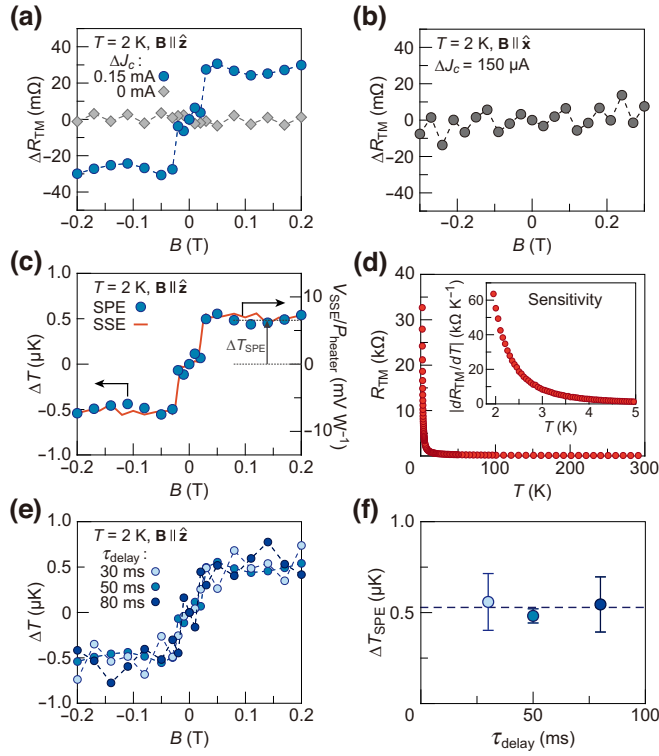 (a)
T = 2 K, B || ẑ
ΔJc :
0.15 mA
0 mA
40
20
0
−20
−40
ΔRTM (mΩ)
−0.2
−0.1
0
0.1
0.2
B (T)
(b)
T = 2 K, B || x̂
ΔJc = 150 µA
40
20
0
−20
−40
ΔRTM (mΩ)
−0.2
0
0.2
B (T)
(c)
T = 2 K, B || ẑ
SPE
SSE
ΔTSPE
1.0
0.5
0
−0.5
−1.0
ΔT (µK)
10
0
−10
VSSE/Pheater (mV W−1)
−0.2
−0.1
0
0.1
0.2
B (T)
(d)
40
30
20
10
0
RTM (kΩ)
0
100
200
300
T (K)
Sensitivity
60
40
20
0
|dRTM/dT| (kΩ K−1)
2
3
4
5
T (K)
(e)
T = 2 K, B || ẑ
τdelay :
30 ms
50 ms
80 ms
1.0
0.5
0
−0.5
−1.0
ΔT (µK)
−0.2
−0.1
0
0.1
0.2
B (T)
(f)
1.0
0.5
0
ΔTSPE (µK)
0
50
100
τdelay (ms)